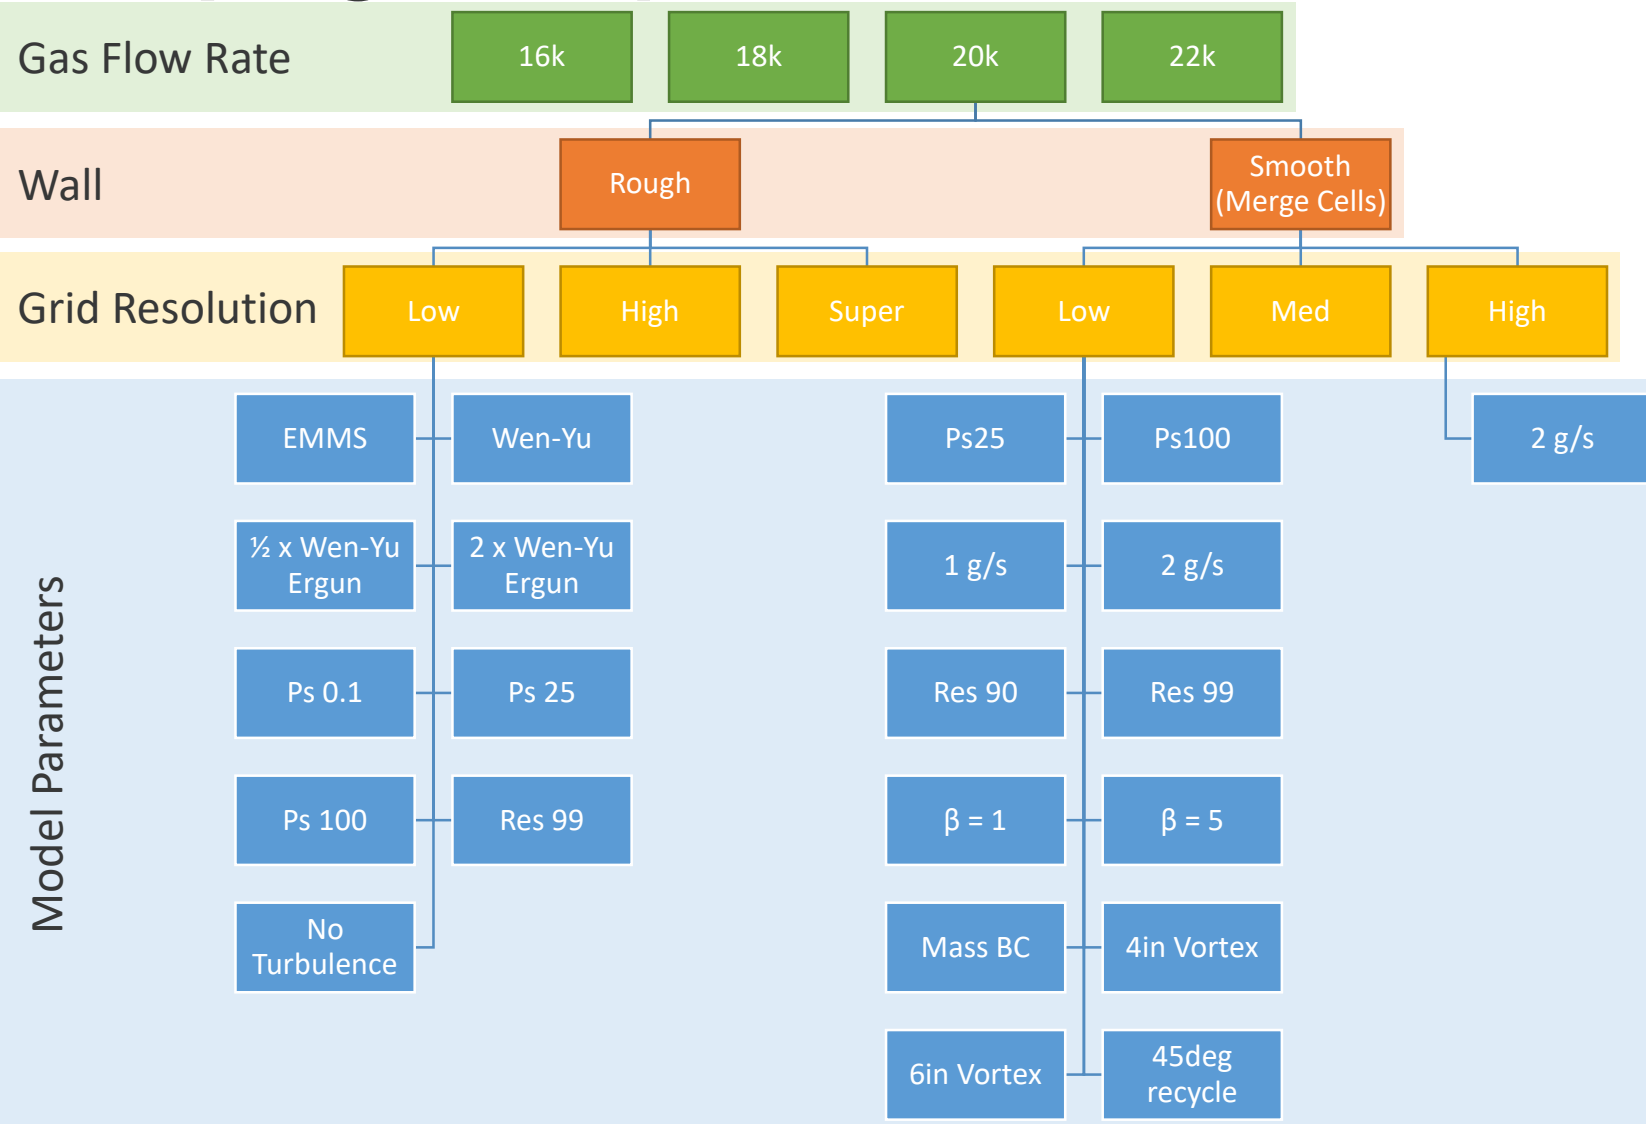 Gas Flow Rate
16k
18k
20k
22k
Wall
Rough
Smooth
(Merge Cells)
Grid Resolution
Low
High
Super
Low
Med
High
Model Parameters
EMMS
Wen-Yu
½ x Wen-Yu
Ergun
2 x Wen-Yu
Ergun
Ps 0.1
Ps 25
Ps 100
Res 99
No
Turbulence
Ps25
Ps100
1 g/s
2 g/s
Res 90
Res 99
β = 1
β = 5
Mass BC
4in Vortex
6in Vortex
45deg
recycle
2 g/s